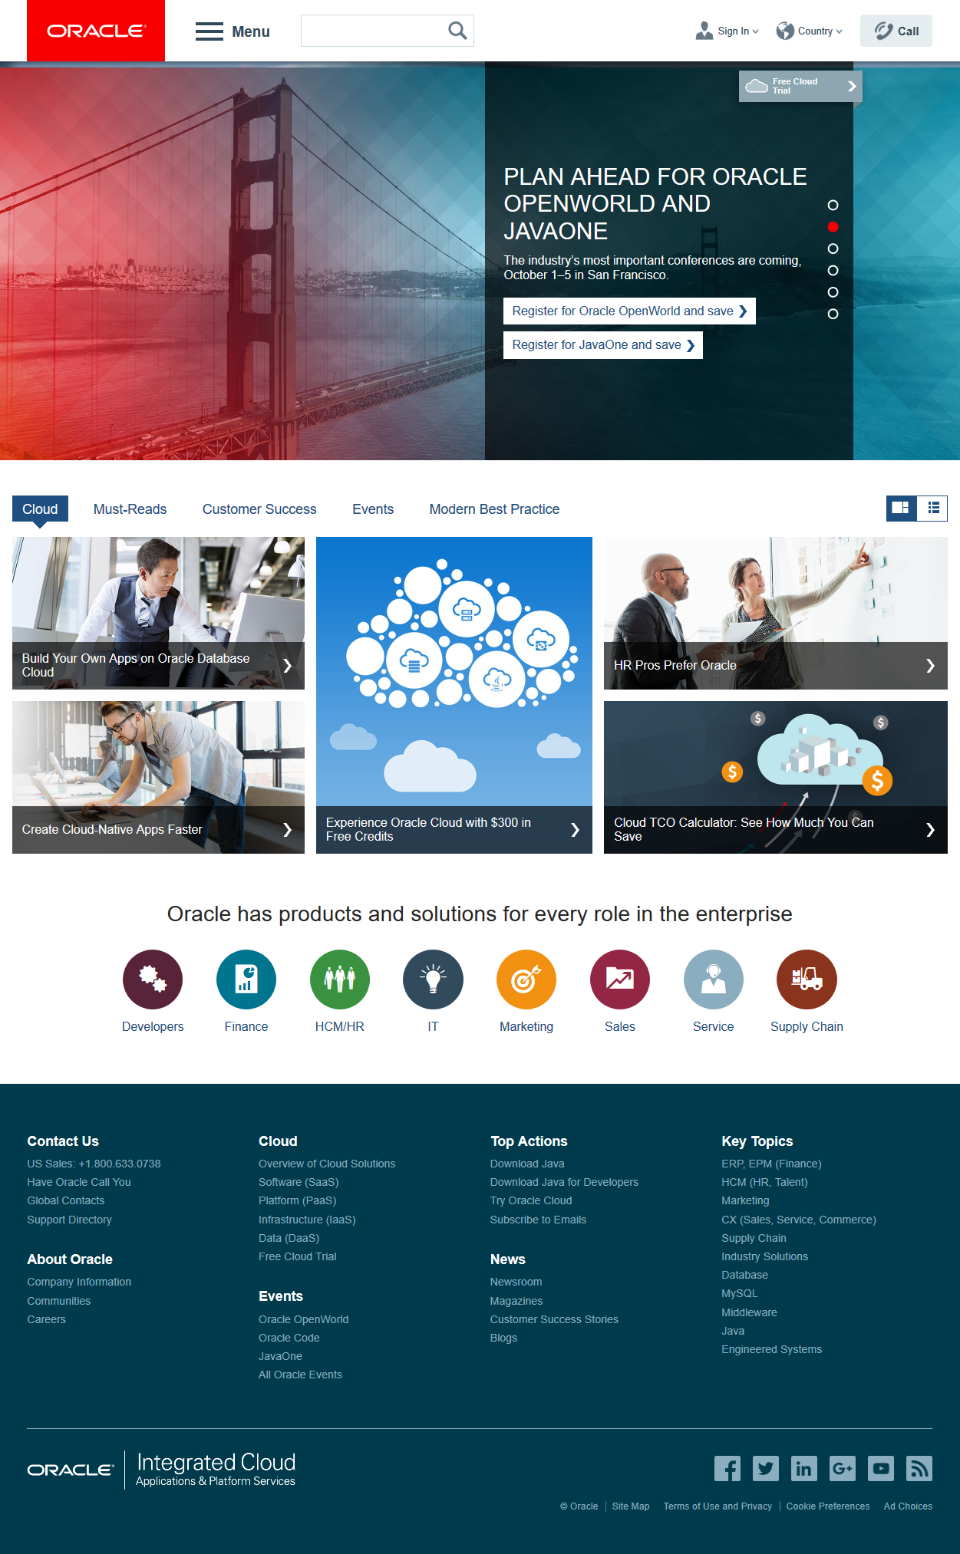 ORACLE
Menu
Sign In
Country
Call
Free Cloud
Trial
PLAN AHEAD FOR ORACLE
OPENWORLD AND
JAVAONE
The industry's most important conferences are coming,
October 1–5 in San Francisco.
Register for Oracle OpenWorld and save
Register for JavaOne and save
Cloud
Must-Reads
Customer Success
Events
Modern Best Practice
Build Your Own Apps on Oracle Database
Cloud
Create Cloud-Native Apps Faster
Experience Oracle Cloud with $300 in
Free Credits
HR Pros Prefer Oracle
$
$
$
$
Cloud TCO Calculator: See How Much You Can
Save
Oracle has products and solutions for every role in the enterprise
Developers
Finance
HCM/HR
IT
Marketing
Sales
Service
Supply Chain
Contact Us
US Sales: +1.800.633.0738
Have Oracle Call You
Global Contacts
Support Directory
About Oracle
Company Information
Communities
Careers
Cloud
Overview of Cloud Solutions
Software (SaaS)
Platform (PaaS)
Infrastructure (IaaS)
Data (DaaS)
Free Cloud Trial
Events
Oracle OpenWorld
Oracle Code
JavaOne
All Oracle Events
Top Actions
Download Java
Download Java for Developers
Try Oracle Cloud
Subscribe to Emails
News
Newsroom
Magazines
Customer Success Stories
Blogs
Key Topics
ERP, EPM (Finance)
HCM (HR, Talent)
Marketing
CX (Sales, Service, Commerce)
Supply Chain
Industry Solutions
Database
MySQL
Middleware
Java
Engineered Systems
ORACLE
Integrated Cloud
Applications & Platform Services
© Oracle
Site Map
Terms of Use and Privacy
Cookie Preferences
Ad Choices